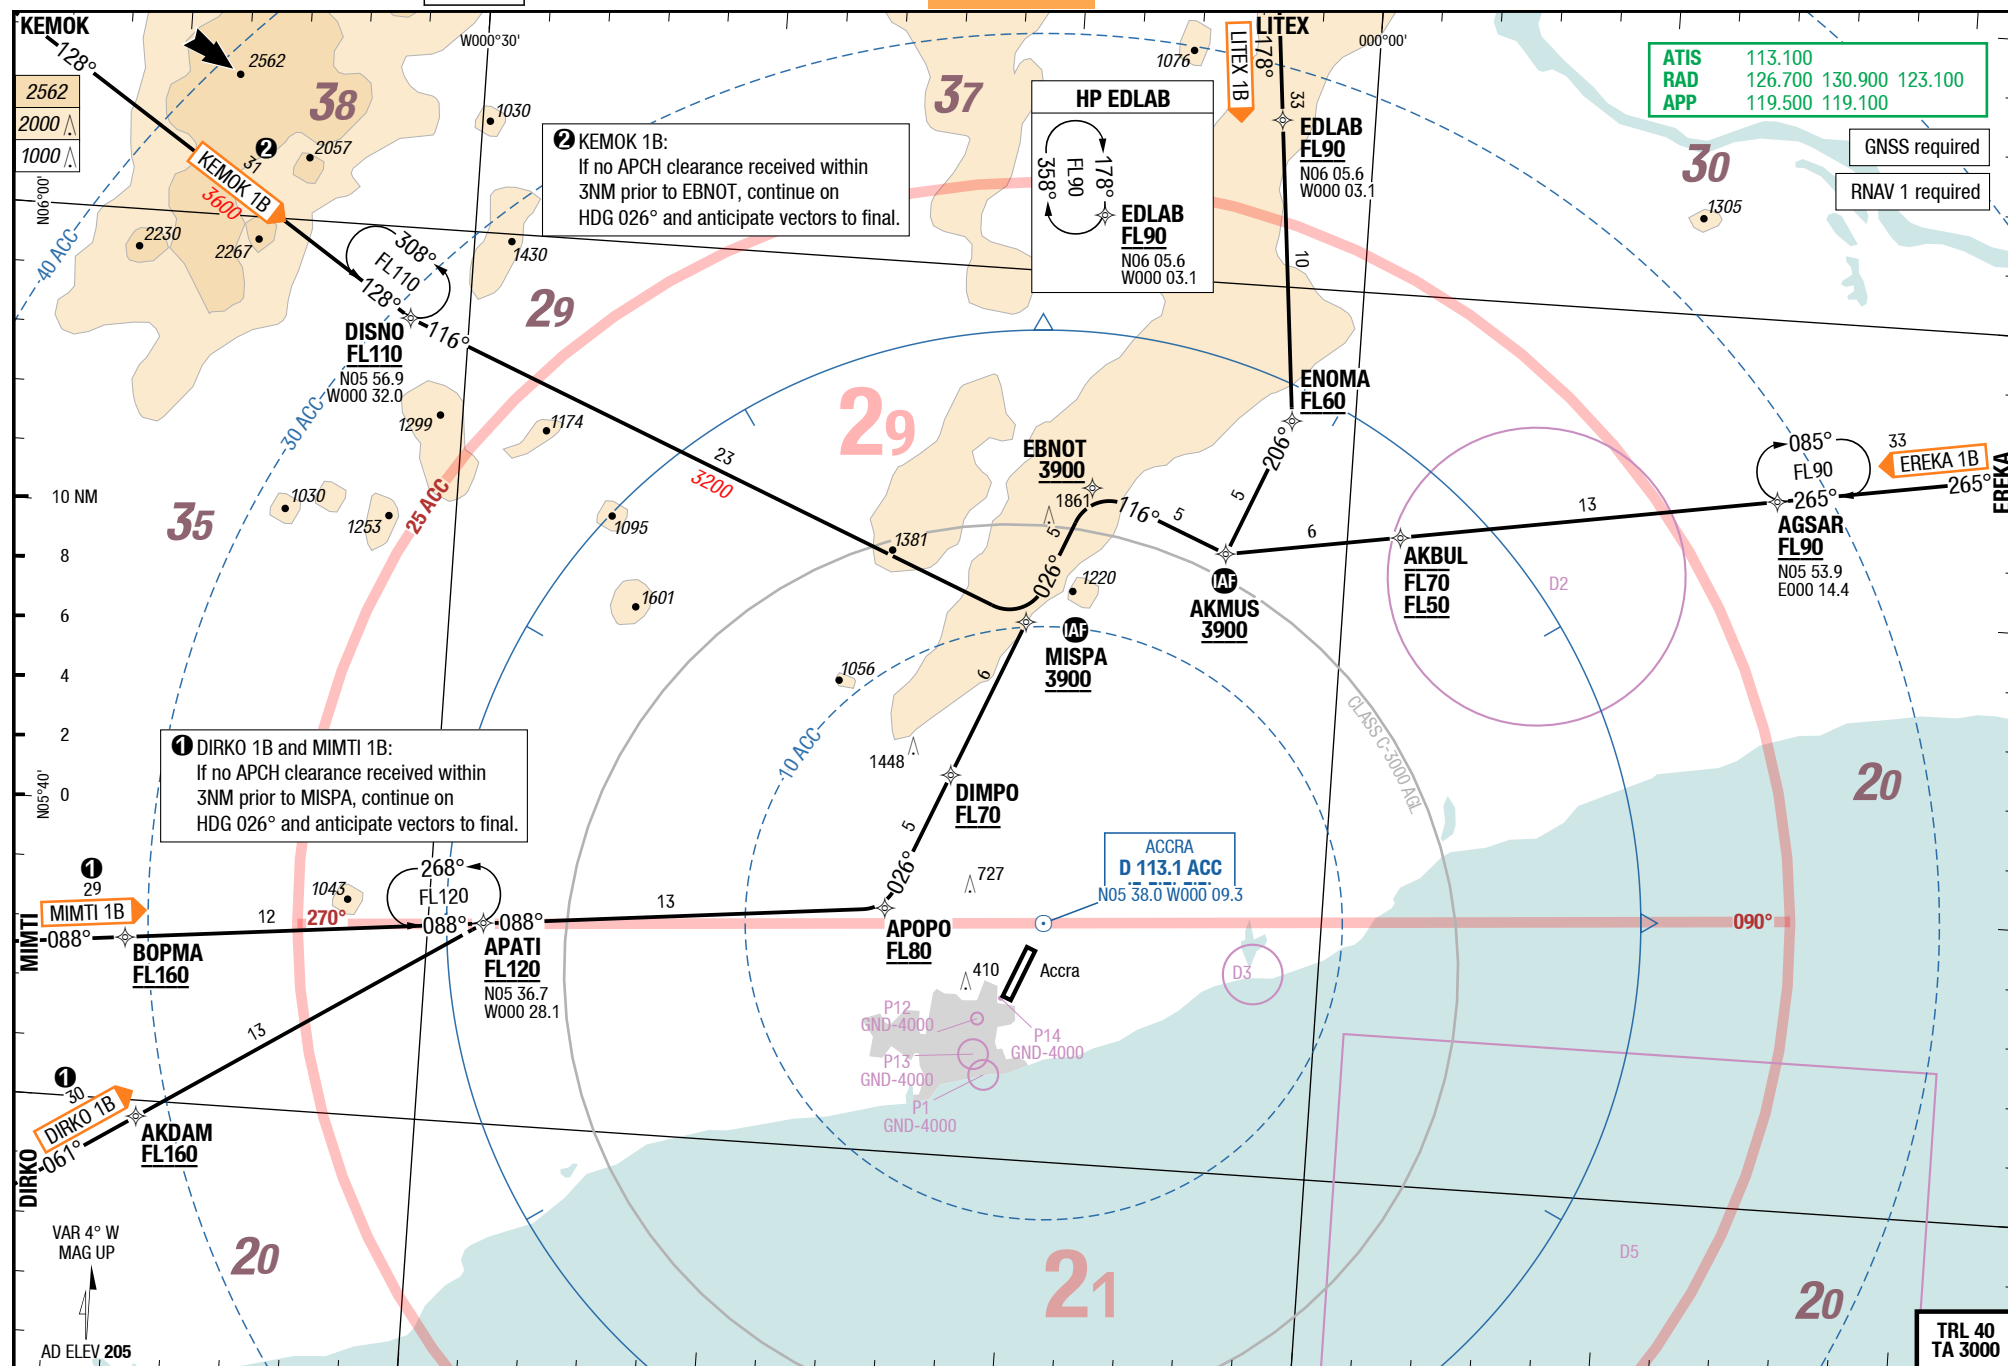 KEMOK
128°
2562
38
W000°30'
1030
2057
37
1076
LITEX
LITEX 1B
178°
33
000°00'
ATIS 113.100
RAD 126.700 130.900 123.100
APP 119.500 119.100
GNSS required
RNAV 1 required
30
1305
2562
2000
1000
N06°00'
2
31
KEMOK 1B
3600
2230
2267
40 ACC
2 KEMOK 1B:
If no APCH clearance received within
3NM prior to EBNOT, continue on
HDG 026° and anticipate vectors to final.
HP EDLAB
358°
FL90
178°
EDLAB
FL90
N06 05.6
W000 03.1
EDLAB
FL90
N06 05.6
W000 03.1
10
1430
308°
FL110
128°
29
DISNO
FL110
N05 56.9
W000 32.0
116°
30 ACC
1299
1174
29
ENOMA
FL60
206°
5
23
3200
EBNOT
3900
1861
116°
5
085°
FL90
265°
33
EREKA 1B
265°
EREKA
AGSAR
FL90
N05 53.9
E000 14.4
13
6
AKBUL
FL70
FL50
D2
10 NM
8
6
4
2
0
N05°40'
35
1030
1253
25 ACC
1095
1381
1601
5
026°
1220
IAF
AKMUS
3900
IAF
MISPA
3900
6
1056
10 ACC
1448
DIMPO
FL70
5
026°
CLASS C-3000 AGL
1 DIRKO 1B and MIMTI 1B:
If no APCH clearance received within
3NM prior to MISPA, continue on
HDG 026° and anticipate vectors to final.
20
1
29
MIMTI 1B
MIMTI
088°
BOPMA
FL160
12
1043
270°
268°
FL120
088°
088°
APATI
FL120
N05 36.7
W000 28.1
13
APOPO
FL80
727
ACCRA
D 113.1 ACC
N05 38.0 W000 09.3
090°
410
Accra
D3
P12
GND-4000
P14
GND-4000
P13
GND-4000
P1
GND-4000
13
1
30
DIRKO 1B
DIRKO
061°
AKDAM
FL160
VAR 4° W
MAG UP
AD ELEV 205
20
21
D5
20
TRL 40
TA 3000